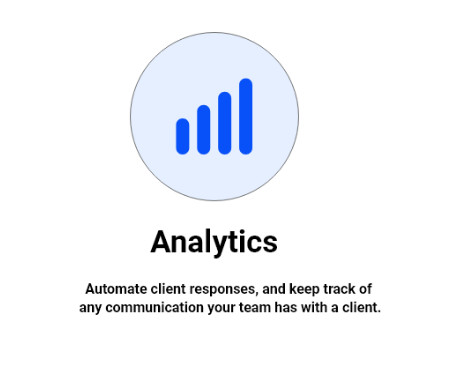 Analytics
Automate client responses, and keep track of
any communication your team has with a client.